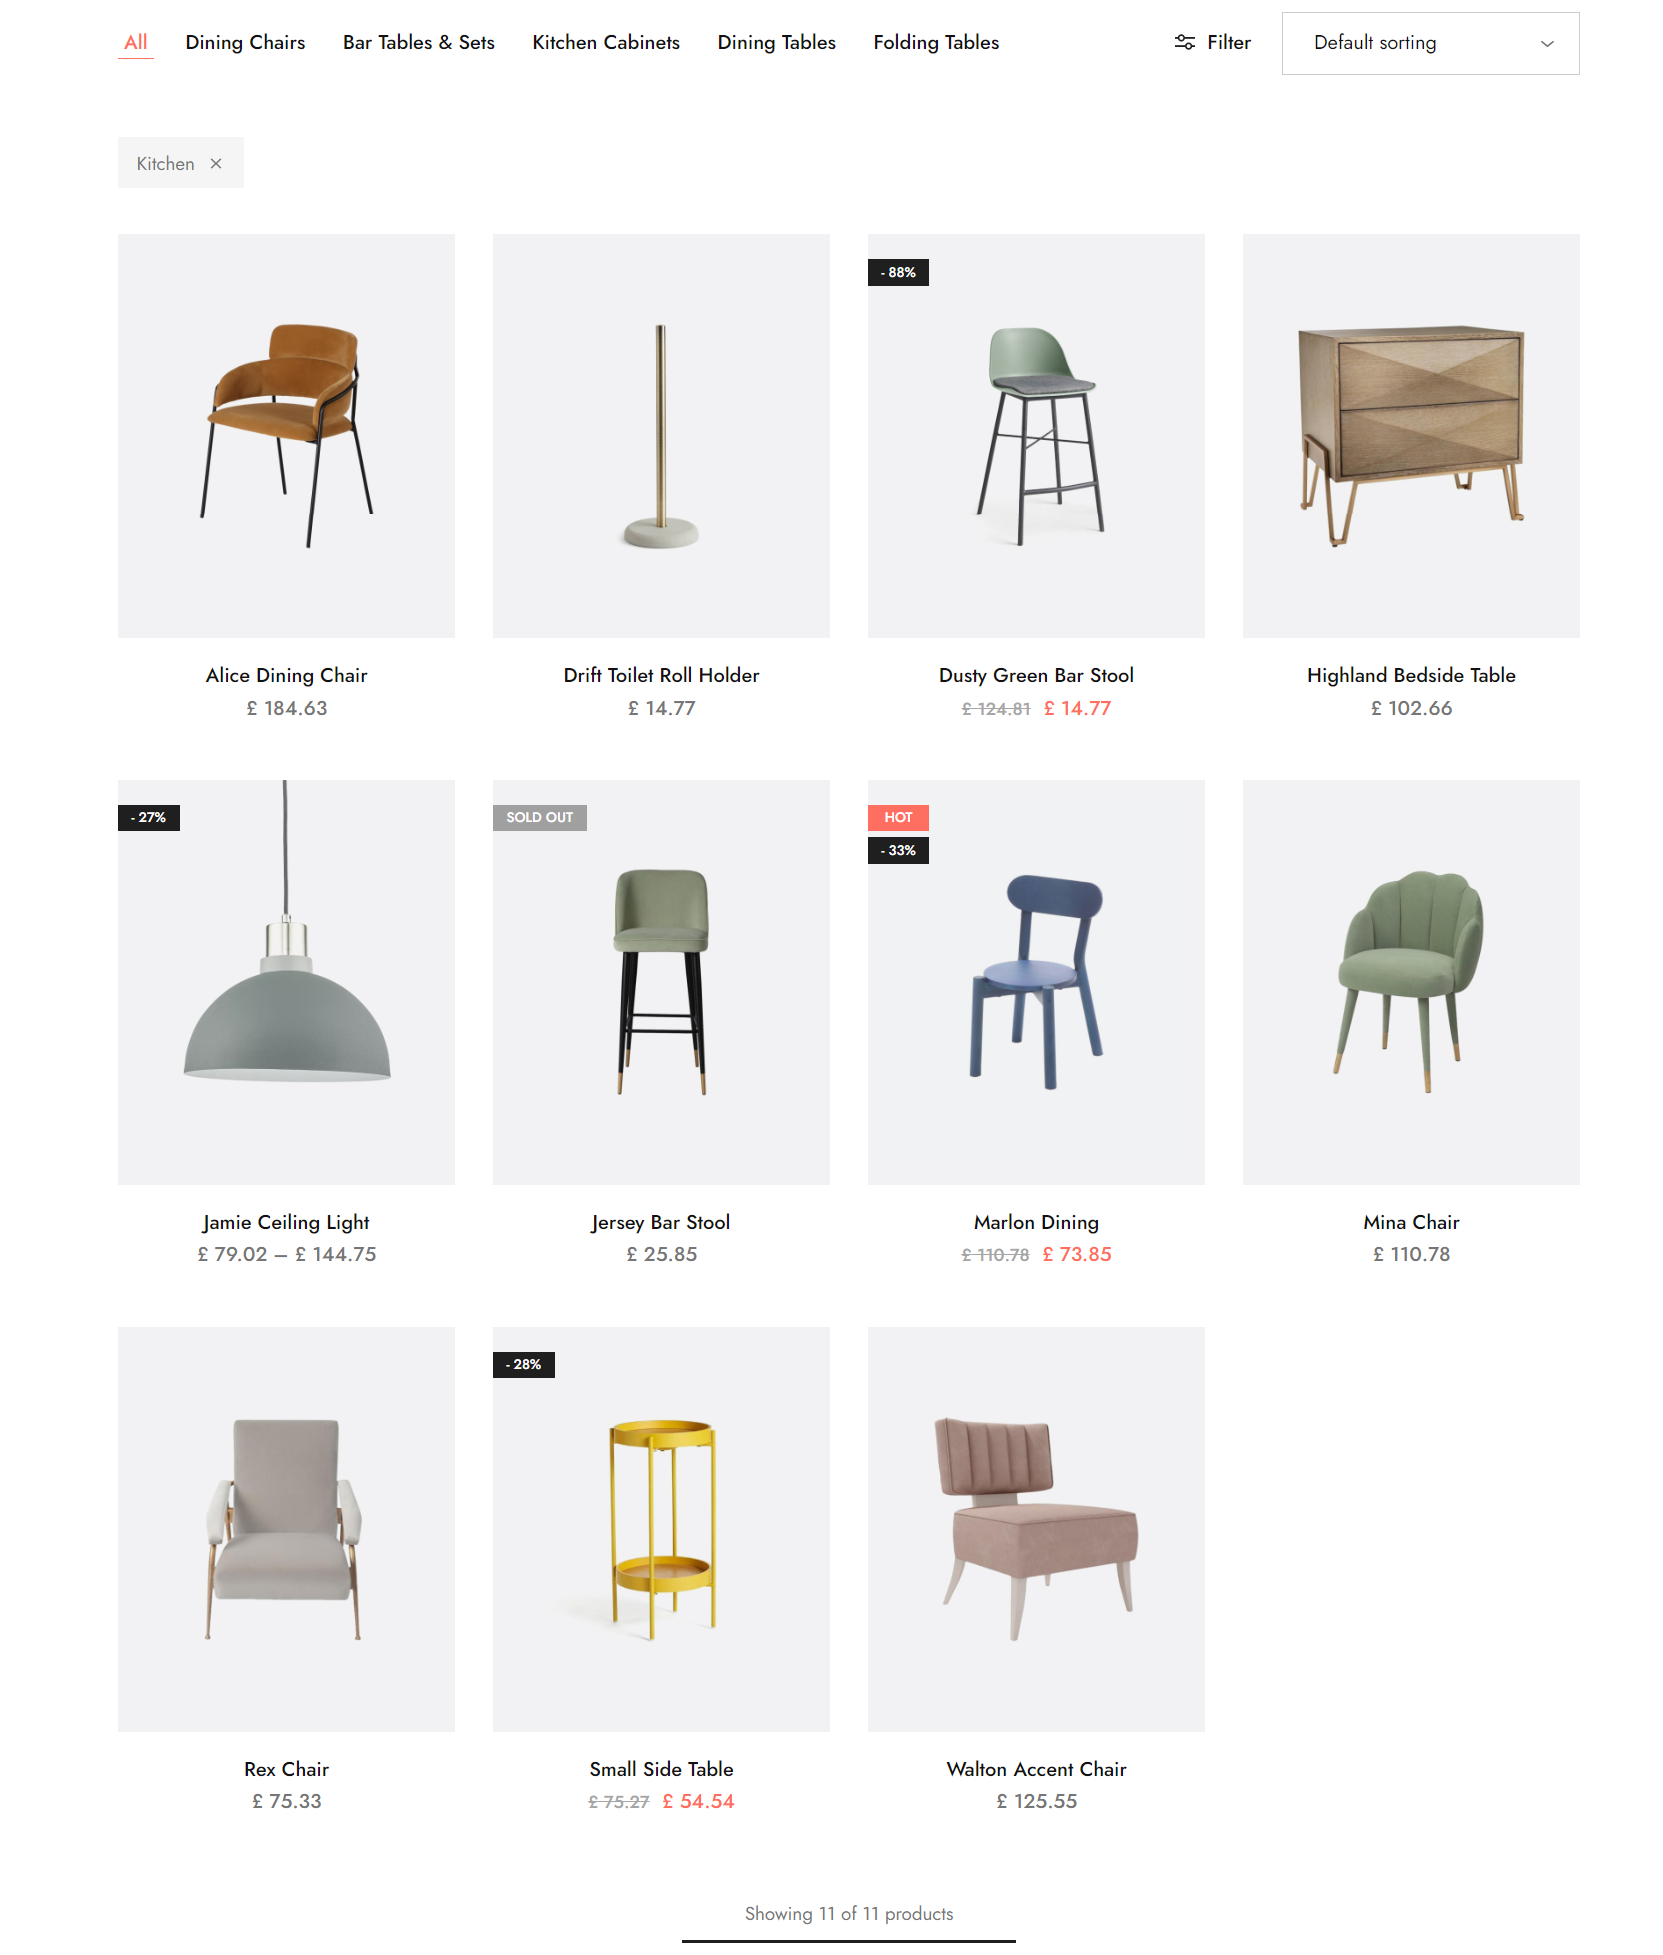 All Dining Chairs Bar Tables & Sets Kitchen Cabinets Dining Tables Folding Tables Filter Default sorting
Kitchen ×
- 88%
Alice Dining Chair
£ 184.63
Drift Toilet Roll Holder
£ 14.77
Dusty Green Bar Stool
£ 124.81 £ 14.77
Highland Bedside Table
£ 102.66
- 27%
Jamie Ceiling Light
£ 79.02 – £ 144.75
SOLD OUT
Jersey Bar Stool
£ 25.85
HOT
- 33%
Marlon Dining
£ 110.78 £ 73.85
Mina Chair
£ 110.78
Rex Chair
£ 75.33
- 28%
Small Side Table
£ 75.27 £ 54.54
Walton Accent Chair
£ 125.55
Showing 11 of 11 products